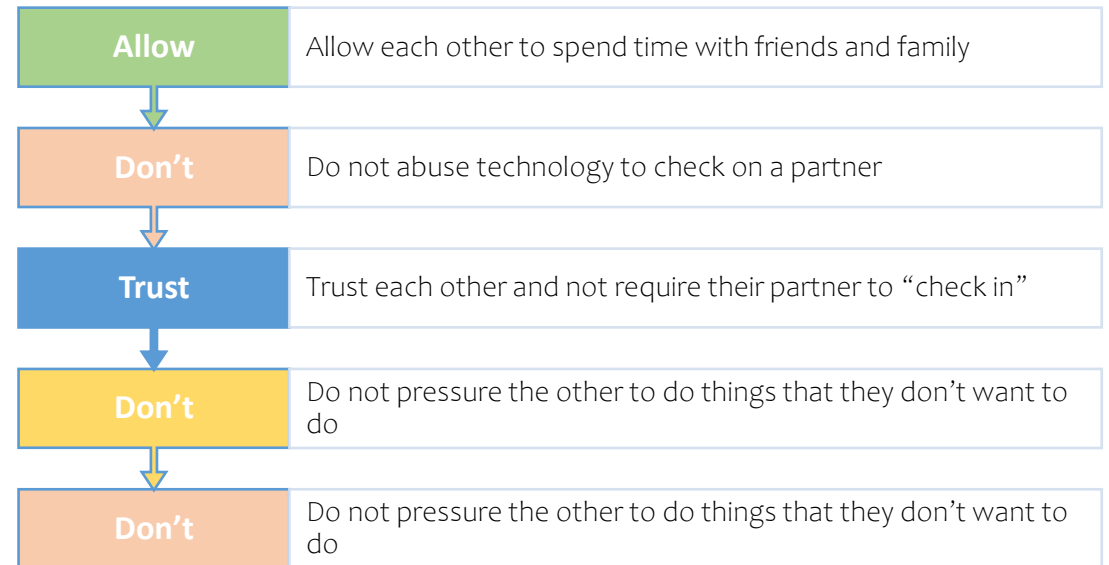 Allow
Allow each other to spend time with friends and family
Don’t
Do not abuse technology to check on a partner
Trust
Trust each other and not require their partner to “check in”
Don’t
Do not pressure the other to do things that they don’t want to
do
Don’t
Do not pressure the other to do things that they don’t want to
do